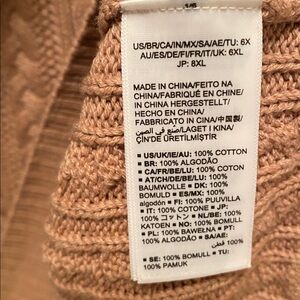 US/BR/CA/IN/MX/SA/AE/TU: 6X
AU/ES/DE/FI/FR/IT/UK: 6XL
JP: 8XL
MADE IN CHINA/FEITO NA
CHINA/FABRIQUÉ EN CHINE/
IN CHINA HERGESTELLT/
HECHO EN CHINA/
FABBRICATO IN CINA/中国製/
صنع في الصين/LAGET I KINA/
ÇİN'DE ÜRETİLMİŞTİR
▪ US/UK/IE/AU: 100% COTTON
▪ BR: 100% ALGODÃO
▪ CA/FR/BE/LU: 100% COTON
▪ AT/CH/DE/BE/LU: 100%
BAUMWOLLE ▪ DK: 100%
BOMULD ▪ ES/MX: 100%
algodón ▪ FI: 100% PUUVILLA
▪ IT: 100% COTONE ▪ JP:
100% コットン ▪ NL/BE: 100%
KATOEN ▪ NO: 100% BOMULL
▪ PL: 100% BAWEŁNA ▪ PT:
100% ALGODÃO ▪ SA/AE:
100% قطن
▪ SE: 100% BOMULL ▪ TU:
100% PAMUK